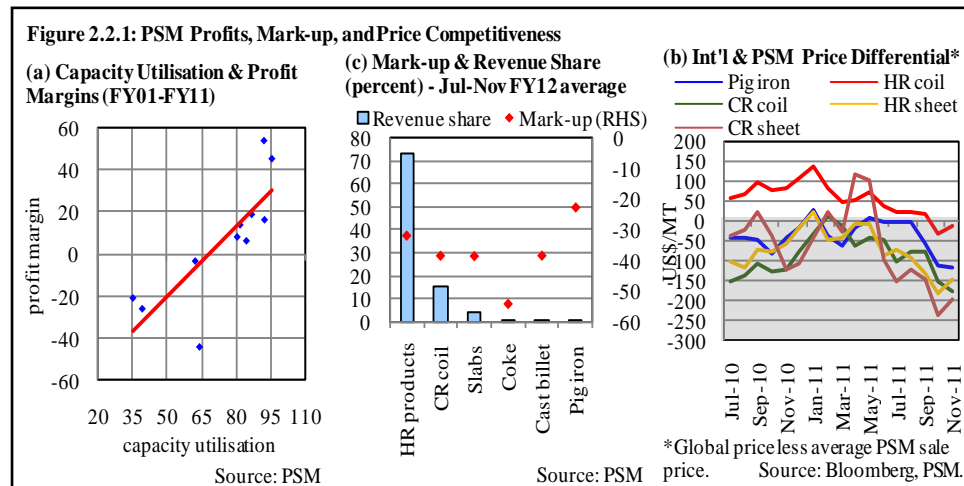 Figure 2.2.1: PSM Profits, Mark-up, and Price Competitiveness
(a) Capacity Utilisation & Profit
Margins (FY01-FY11)
60
40
20
0
-20
-40
-60
profit margin
20 35 50 65 80 95 110
capacity utilisation
Source: PSM
(c) Mark-up & Revenue Share
(percent) - Jul-Nov FY12 average
Revenue share Mark-up (RHS)
80
70
60
50
40
30
20
10
0
0
-10
-20
-30
-40
-50
-60
HR products
CR coil
Slabs
Coke
Cast billet
Pig iron
Source: PSM
(b) Int'l & PSM Price Differential*
Pig iron HR coil
CR coil HR sheet
CR sheet
200
150
100
50
0
-50
-100
-150
-200
-250
-300
US$/MT
Jul-10
Sep-10
Nov-10
Jan-11
Mar-11
May-11
Jul-11
Sep-11
Nov-11
*Global price less average PSM sale
price. Source: Bloomberg, PSM.